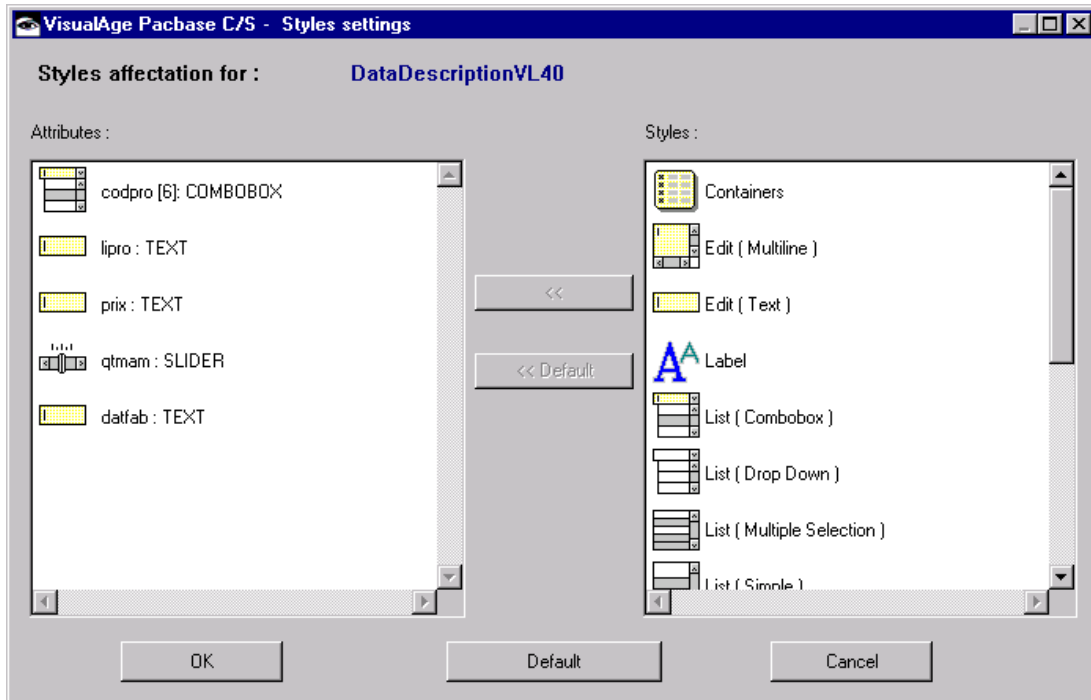 VisualAge Pacbase C/S - Styles settings
Styles affectation for : DataDescriptionVL40
Attributes :
Styles :
codpro [6]: COMBOBOX
lipro : TEXT
prix : TEXT
qtmam : SLIDER
datfab : TEXT
<<
<< Default
Containers
Edit ( Multiline )
Edit ( Text )
Label
List ( Combobox )
List ( Drop Down )
List ( Multiple Selection )
List ( Simple )
OK
Default
Cancel